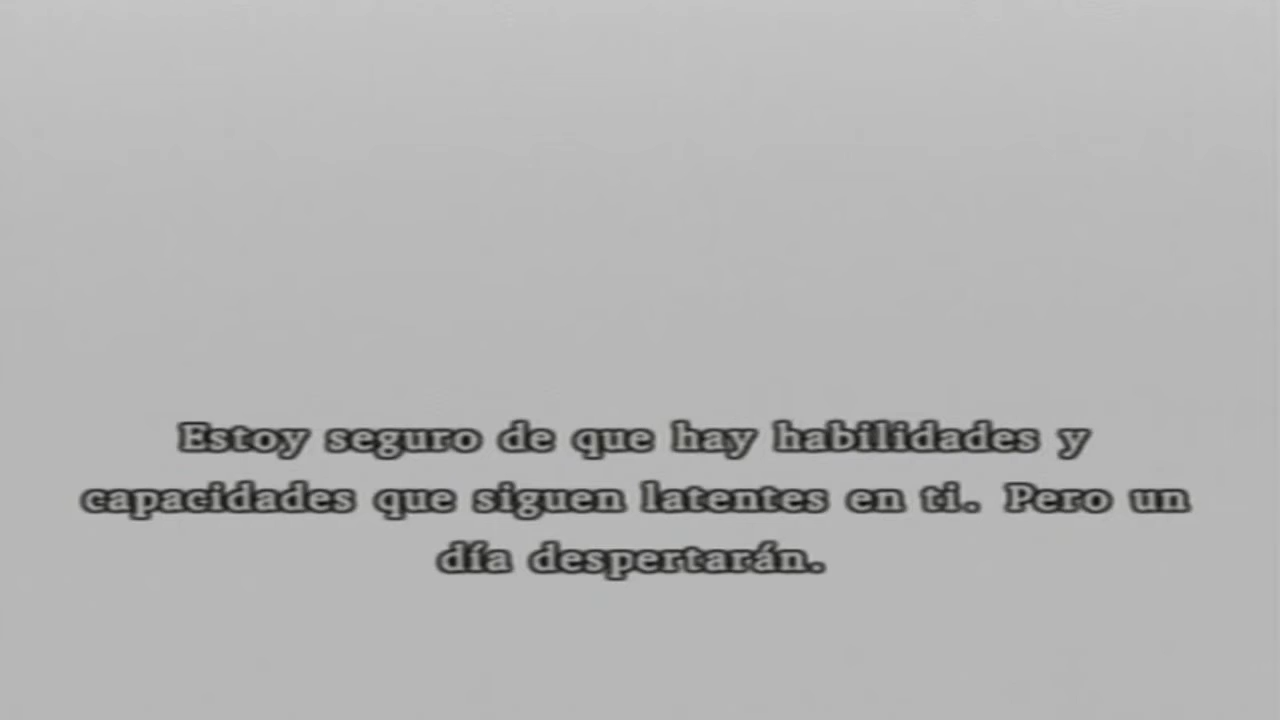 Estoy seguro de que hay habilidades y
capacidades que siguen latentes en ti. Pero un
día despertarán.